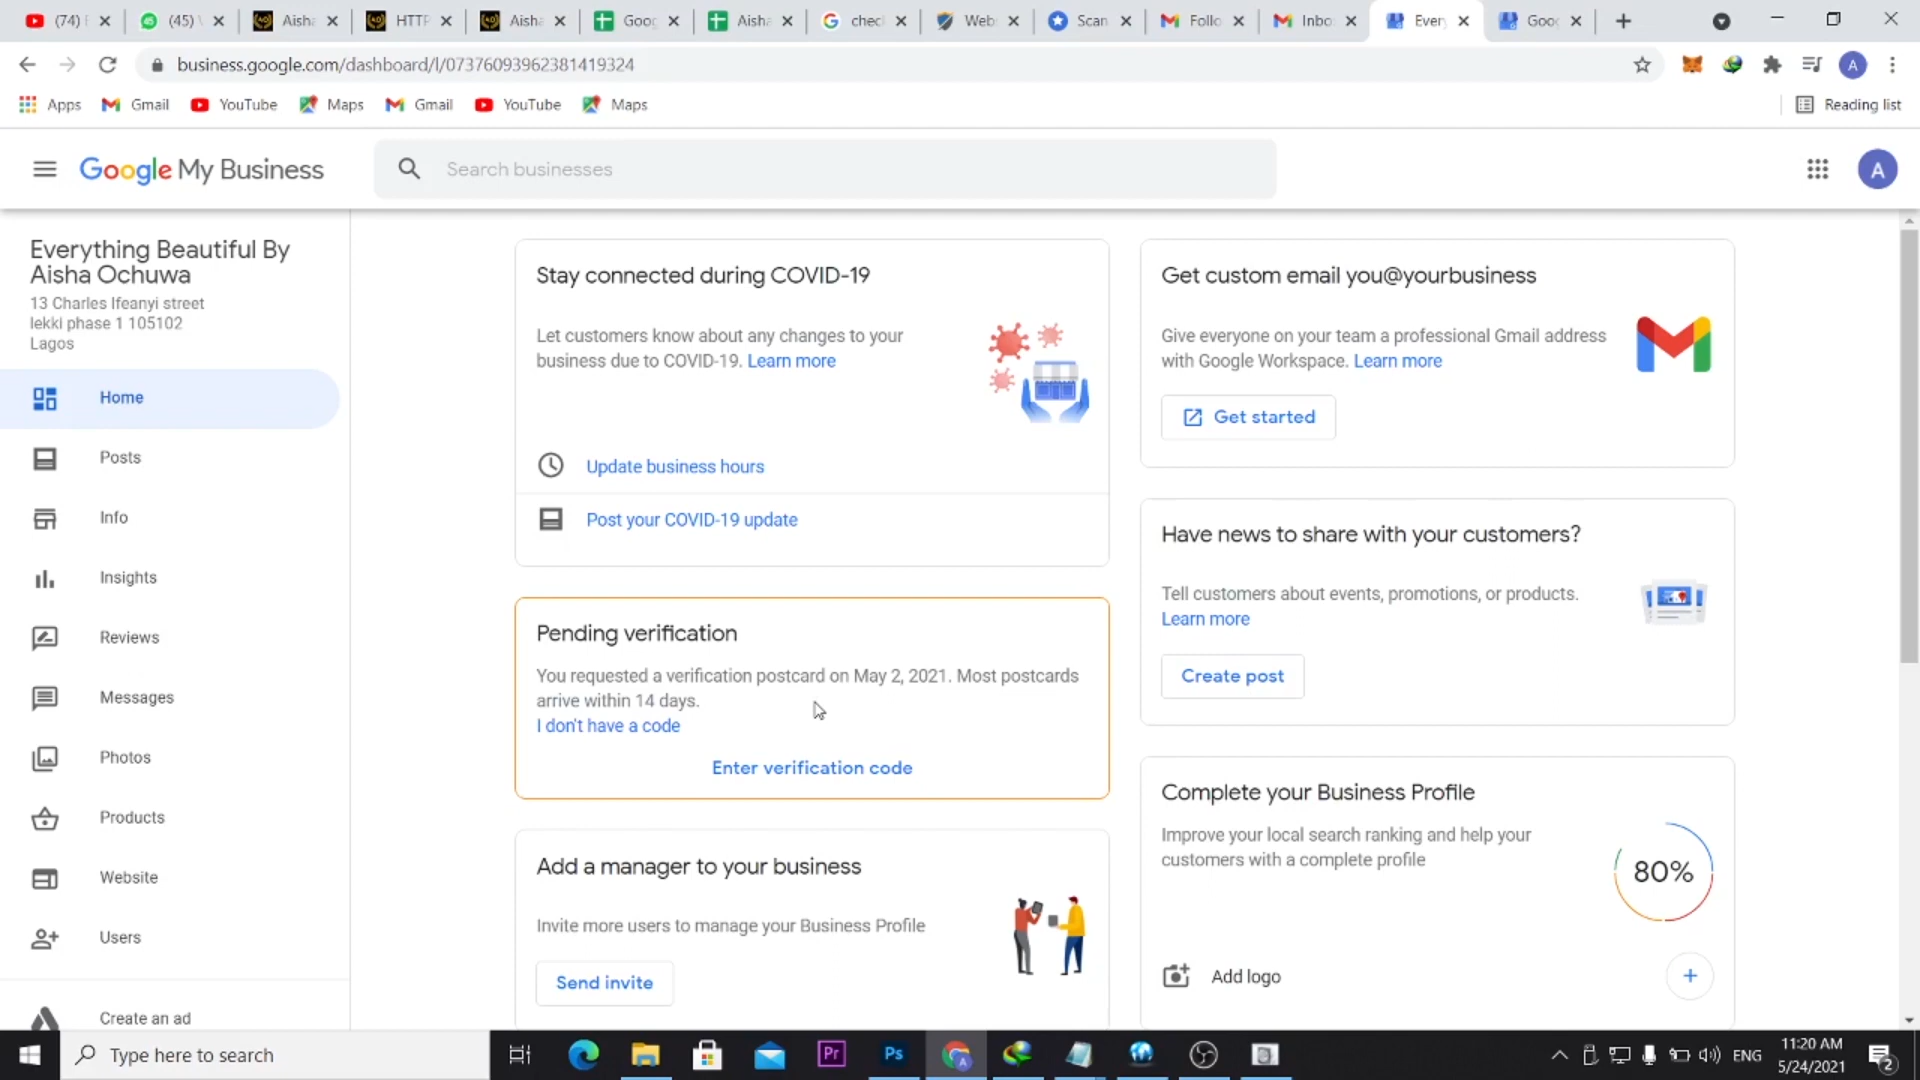 (74)
(45)
Aisha
HTTP
Aisha
Goog
Aisha
chec
Web
Scan
Follo
Inbo
Every
Goog
business.google.com/dashboard/l/07376093962381419324
A
Apps
Gmail
YouTube
Maps
Gmail
YouTube
Maps
Reading list
Google My Business
Search businesses
A
Everything Beautiful By
Aisha Ochuwa
13 Charles Ifeanyi street
lekki phase 1 105102
Lagos
Home
Posts
Info
Insights
Reviews
Messages
Photos
Products
Website
Users
Create an ad
Stay connected during COVID-19
Let customers know about any changes to your
business due to COVID-19. Learn more
Update business hours
Post your COVID-19 update
Pending verification
You requested a verification postcard on May 2, 2021. Most postcards
arrive within 14 days.
I don't have a code
Enter verification code
Add a manager to your business
Invite more users to manage your Business Profile
Send invite
Get custom email you@yourbusiness
Give everyone on your team a professional Gmail address
with Google Workspace. Learn more
Get started
Have news to share with your customers?
Tell customers about events, promotions, or products.
Learn more
Create post
Complete your Business Profile
Improve your local search ranking and help your
customers with a complete profile
80%
Add logo
Type here to search
Pr
Ps
ENG
11:20 AM
5/24/2021
2